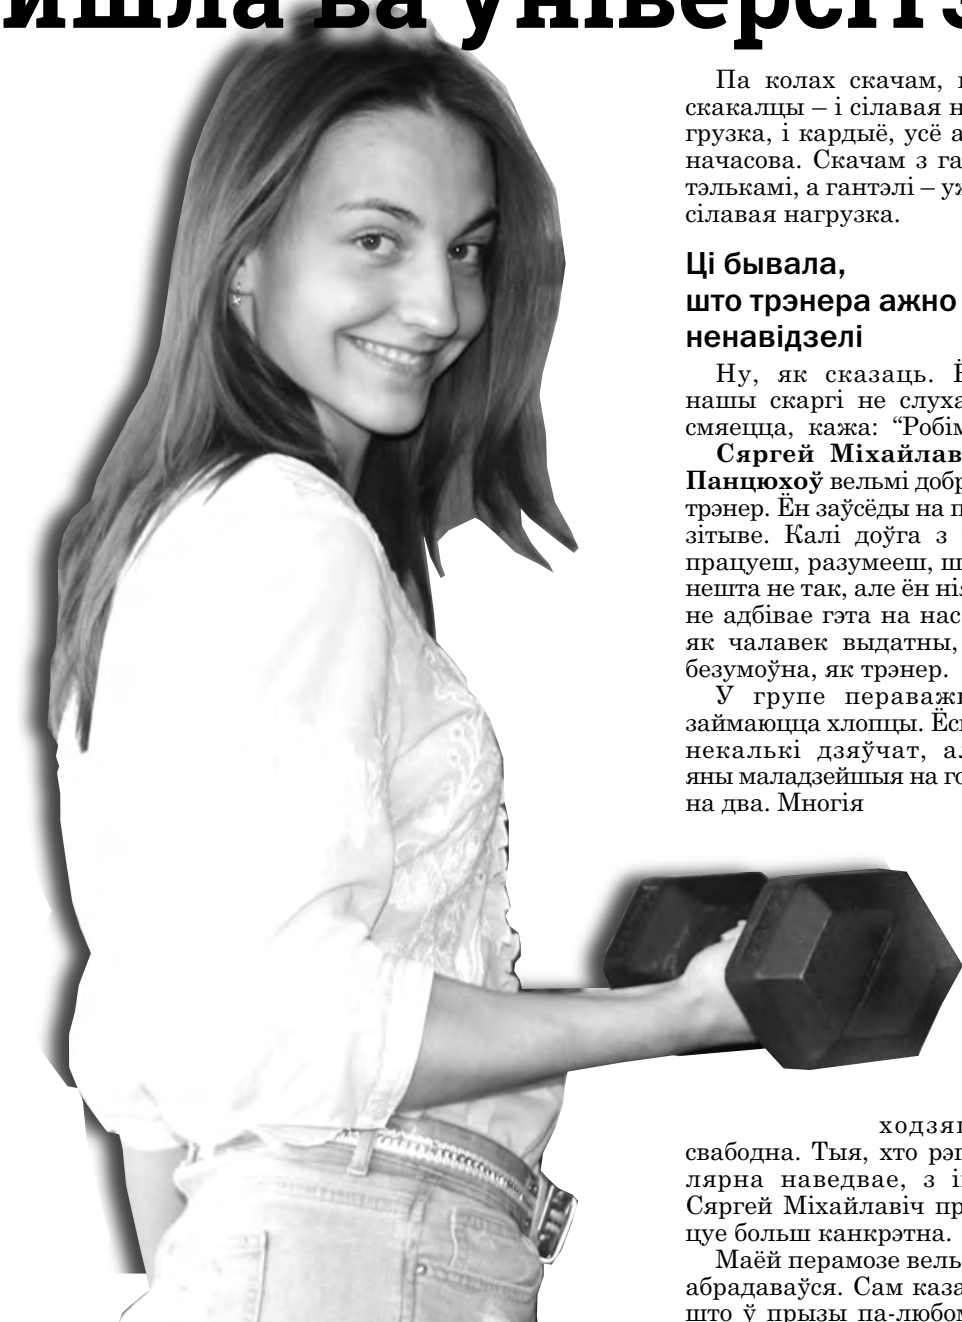 ва ўніверсітэ
Па колах скачам,
скакалцы – і сілавая н
грузка, і кардыё, усё а
начасова. Скачам з га
тэлькамі, а гантэлі – уж
сілавая нагрузка.
Ці бывала,
што трэнера ажно
ненавідзелі
Ну, як сказаць. Ё
нашы скаргі не слуха
смяецца, кажа: “Робім
Сяргей Міхайлав
Панцюхоў вельмі добр
трэнер. Ён заўсёды на п
зітыве. Калі доўга з
працуеш, разумееш, ш
нешта не так, але ён ні
не адбівае гэта на нас
як чалавек выдатны,
безумоўна, як трэнер.
У групе пераважн
займаюцца хлопцы. Ёс
некалькі дзяўчат, ал
яны маладзейшыя на го
на два. Многія
ходзяц
свабодна. Тыя, хто рэг
лярна наведвае, з і
Сяргей Міхайлавіч пр
цуе больш канкрэтна.
Маёй перамозе вель
абрадаваўся. Сам каза
што ў прызы па-любом